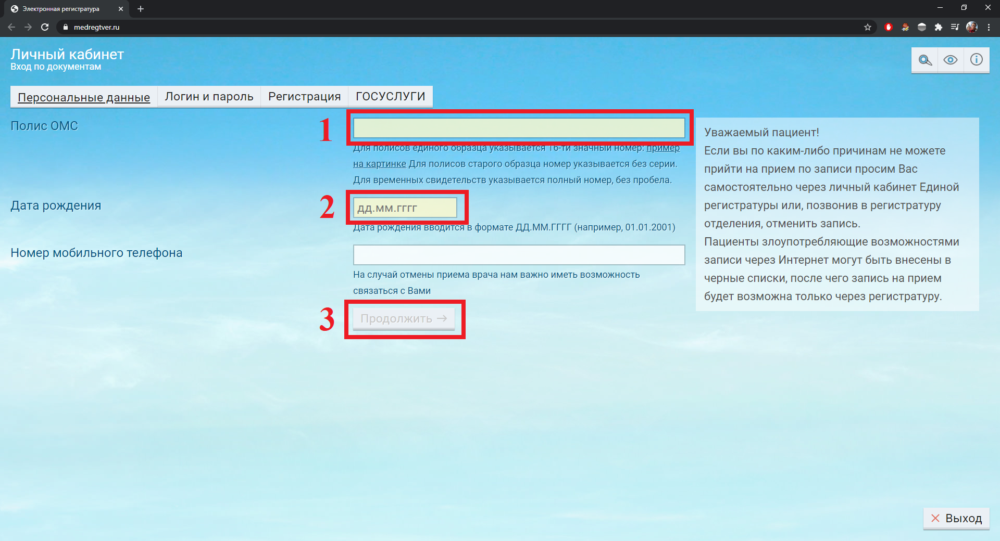 Электронная регистратура
medregtver.ru
Личный кабинет
Вход по документам
Персональные данные
Логин и пароль
Регистрация
ГОСУСЛУГИ
Полис ОМС
1
Для полисов единого образца указывается 16-ти значный номер: пример
на картинке Для полисов старого образца номер указывается без серии.
Для временных свидетельств указывается полный номер, без пробела.
Дата рождения
2
дд.мм.гггг
Дата рождения вводится в формате ДД.ММ.ГГГГ (например, 01.01.2001)
Номер мобильного телефона
На случай отмены приема врача нам важно иметь возможность
связаться с Вами
3
Продолжить →
Уважаемый пациент!
Если вы по каким-либо причинам не можете
прийти на прием по записи просим Вас
самостоятельно через личный кабинет Единой
регистратуры или, позвонив в регистратуру
отделения, отменить запись.
Пациенты злоупотребляющие возможностями
записи через Интернет могут быть внесены в
черные списки, после чего запись на прием
будет возможна только через регистратуру.
Выход